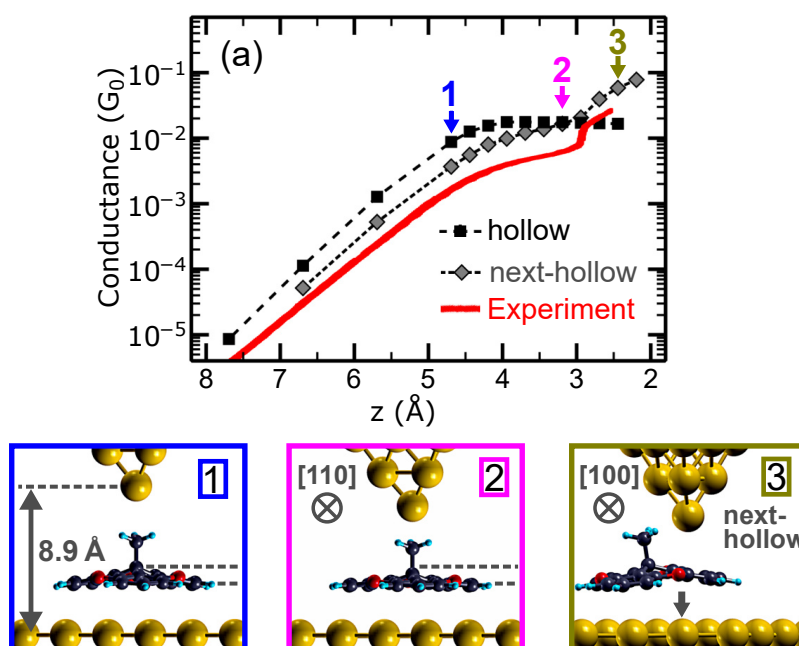 (a)
Conductance (G₀)
10⁻¹
10⁻²
10⁻³
10⁻⁴
10⁻⁵
1
2
3
hollow
next-hollow
Experiment
8 7 6 5 4 3 2
z (Å)
1
8.9 Å
[110]
2
[100]
3
next-
hollow